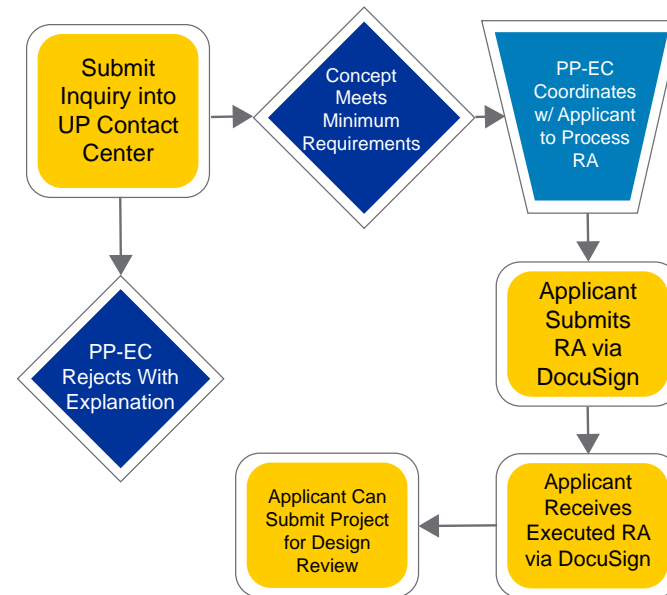 Submit
Inquiry into
UP Contact
Center
Concept
Meets
Minimum
Requirements
PP-EC
Coordinates
w/ Applicant
to Process
RA
PP-EC
Rejects With
Explanation
Applicant
Submits
RA via
DocuSign
Applicant
Receives
Executed RA
via DocuSign
Applicant Can
Submit Project
for Design
Review